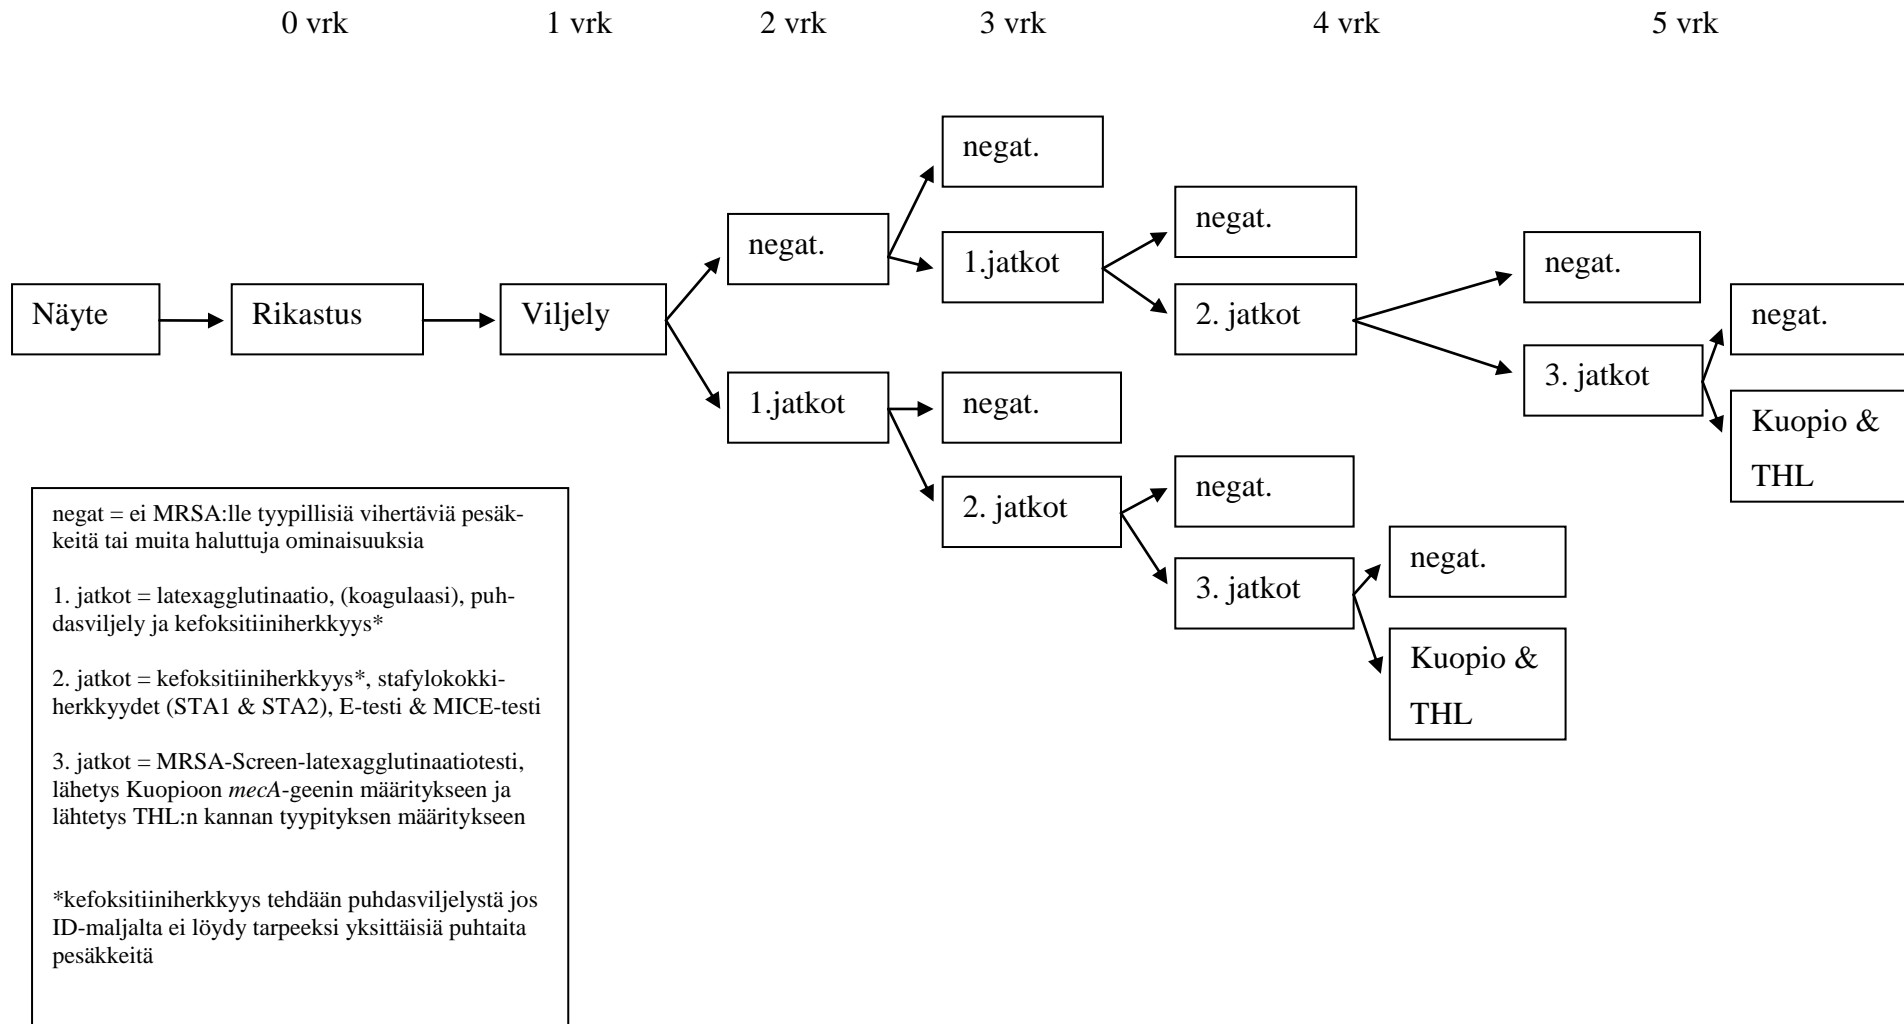 0 vrk 1 vrk 2 vrk 3 vrk 4 vrk 5 vrk
negat.
negat.
negat.
1.jatkot
negat.
Näyte
Rikastus
Viljely
2. jatkot
negat.
3. jatkot
1.jatkot
negat.
Kuopio &
THL
negat.
2. jatkot
negat.
3. jatkot
Kuopio &
THL
negat = ei MRSA:lle tyypillisiä vihertäviä pesäk-
keitä tai muita haluttuja ominaisuuksia
1. jatkot = latexagglutinaatio, (koagulaasi), puh-
dasviljely ja kefoksitiiniherkkyys*
2. jatkot = kefoksitiiniherkkyys*, stafylokokki-
herkkyydet (STA1 & STA2), E-testi & MICE-testi
3. jatkot = MRSA-Screen-latexagglutinaatiotesti,
lähetys Kuopioon mecA-geenin määritykseen ja
lähtetys THL:n kannan tyypityksen määritykseen
*kefoksitiiniherkkyys tehdään puhdasviljelystä jos
ID-maljalta ei löydy tarpeeksi yksittäisiä puhtaita
pesäkkeitä